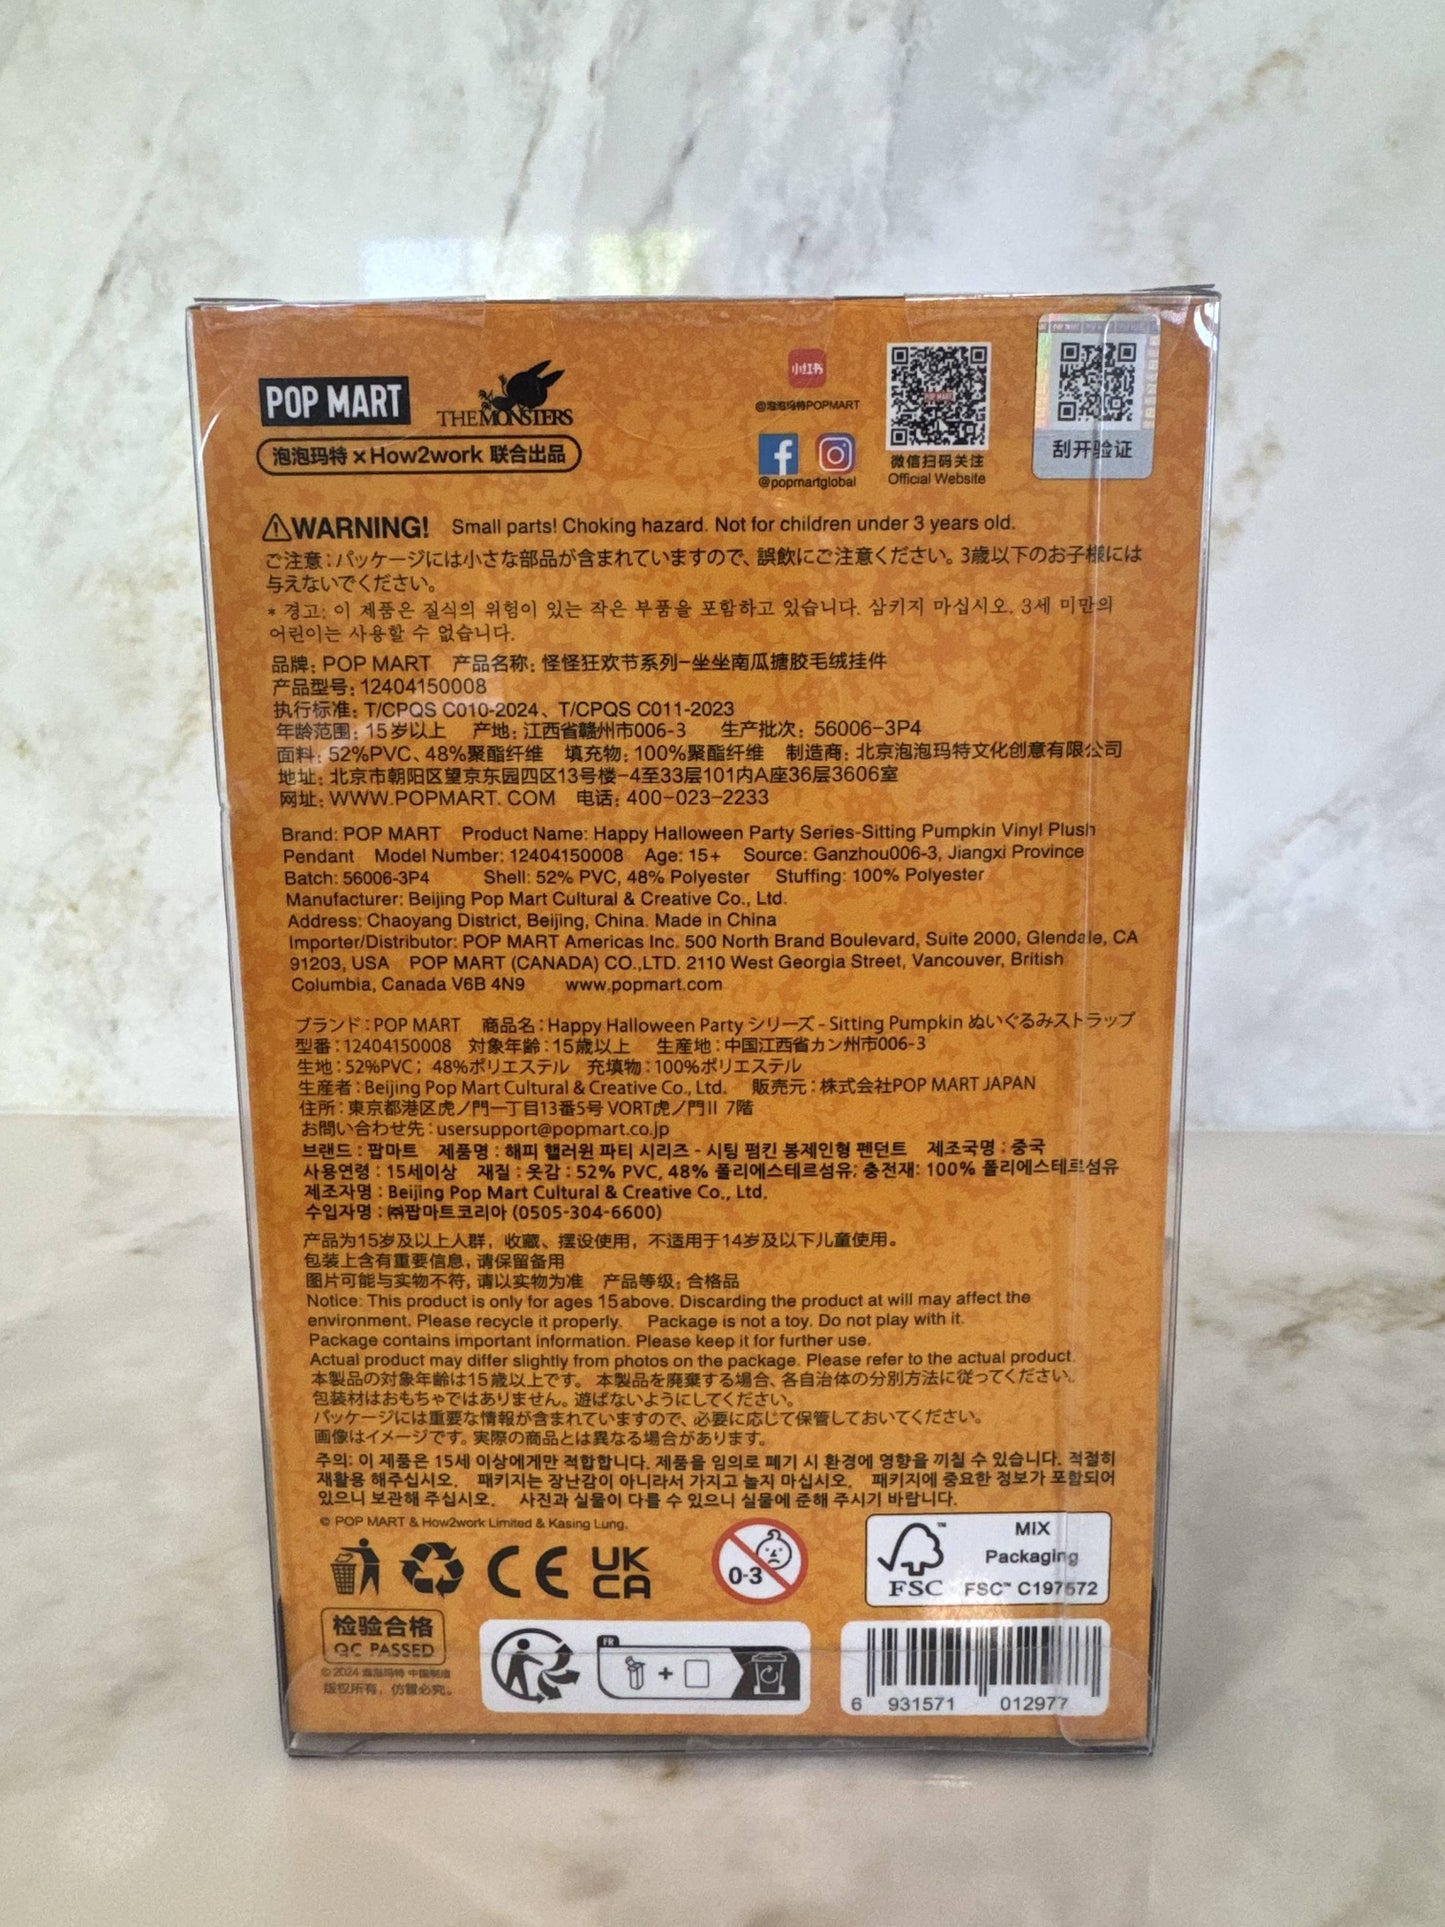 POP MART
THE MONSTERS
泡泡玛特×How2work 联合出品
小红书
@泡泡玛特POPMART
@popmartglobal
POP MART
微信扫码关注
Official Website
刮开验证
WARNING! Small parts! Choking hazard. Not for children under 3 years old.
ご注意:パッケージには小さな部品が含まれていますので、誤飲にご注意ください。3歳以下のお子様には
与えないでください。
* 경고: 이 제품은 질식의 위험이 있는 작은 부품을 포함하고 있습니다. 삼키지 마십시오. 3세 미만의
어린이는 사용할 수 없습니다.
品牌: POP MART 产品名称: 怪怪狂欢节系列-坐坐南瓜搪胶毛绒挂件
产品型号: 12404150008
执行标准: T/CPQS C010-2024、T/CPQS C011-2023
年龄范围: 15岁以上 产地: 江西省赣州市006-3 生产批次: 56006-3P4
面料: 52%PVC、48%聚酯纤维 填充物: 100%聚酯纤维 制造商: 北京泡泡玛特文化创意有限公司
地址: 北京市朝阳区望京东园四区13号楼-4至33层101内A座36层3606室
网址: WWW.POPMART. COM 电话: 400-023-2233
Brand: POP MART Product Name: Happy Halloween Party Series-Sitting Pumpkin Vinyl Plush
Pendant Model Number: 12404150008 Age: 15+ Source: Ganzhou006-3, Jiangxi Province
Batch: 56006-3P4 Shell: 52% PVC, 48% Polyester Stuffing: 100% Polyester
Manufacturer: Beijing Pop Mart Cultural & Creative Co., Ltd.
Address: Chaoyang District, Beijing, China. Made in China
Importer/Distributor: POP MART Americas Inc. 500 North Brand Boulevard, Suite 2000, Glendale, CA
91203, USA POP MART (CANADA) CO.,LTD. 2110 West Georgia Street, Vancouver, British
Columbia, Canada V6B 4N9 www.popmart.com
ブランド:POP MART 商品名:Happy Halloween Party シリーズ - Sitting Pumpkin ぬいぐるみストラップ
型番:12404150008 対象年齢:15歳以上 生産地:中国江西省カン州市006-3
生地:52%PVC; 48%ポリエステル 充填物:100%ポリエステル
生産者:Beijing Pop Mart Cultural & Creative Co., Ltd. 販売元:株式会社POP MART JAPAN
住所:東京都港区虎ノ門一丁目13番5号 VORT虎ノ門II 7階
お問い合わせ先:usersupport@popmart.co.jp
브랜드 : 팝마트 제품명 : 해피 핼러윈 파티 시리즈 - 시팅 펌킨 봉제인형 펜던트 제조국명 : 중국
사용연령 : 15세이상 재질 : 옷감 : 52% PVC, 48% 폴리에스테르섬유; 충전재: 100% 폴리에스테르섬유
제조자명 : Beijing Pop Mart Cultural & Creative Co., Ltd.
수입자명 : ㈜팝마트코리아 (0505-304-6600)
产品为15岁及以上人群，收藏、摆设使用，不适用于14岁及以下儿童使用。
包装上含有重要信息, 请保留备用
图片可能与实物不符, 请以实物为准 产品等级: 合格品
Notice: This product is only for ages 15above. Discarding the product at will may affect the
environment. Please recycle it properly. Package is not a toy. Do not play with it.
Package contains important information. Please keep it for further use.
Actual product may differ slightly from photos on the package. Please refer to the actual product.
本製品の対象年齢は15歳以上です。 本製品を廃棄する場合、各自治体の分別方法に従ってください。
包装材はおもちゃではありません。遊ばないようにしてください。
パッケージには重要な情報が含まれていますので、必要に応じて保管しておいてください。
画像はイメージです。実際の商品とは異なる場合があります。
주의: 이 제품은 15세 이상에게만 적합합니다. 제품을 임의로 폐기 시 환경에 영향을 끼칠 수 있습니다. 적절히
재활용 해주십시오. 패키지는 장난감이 아니라서 가지고 놀지 마십시오. 패키지에 중요한 정보가 포함되어
있으니 보관해 주십시오. 사진과 실물이 다를 수 있으니 실물에 준해 주시기 바랍니다.
© POP MART & How2work Limited & Kasing Lung.
CE
UK
CA
0-3
FSC™
MIX
Packaging
FSC™ C197572
检验合格
QC PASSED
© 2024 泡泡玛特 中国制造
版权所有，仿冒必究。
FR
+
6 931571 012977